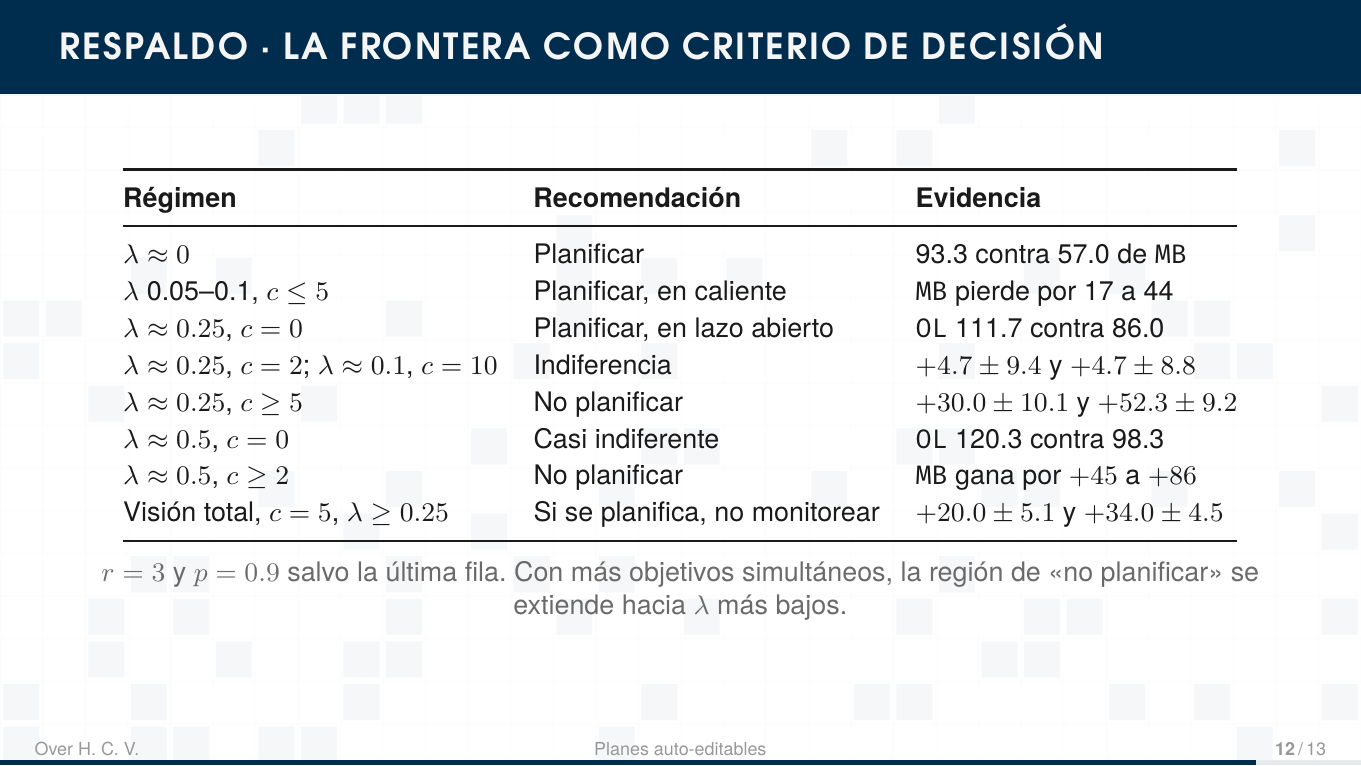 RESPALDO · LA FRONTERA COMO CRITERIO DE DECISIÓN
Régimen Recomendación Evidencia
λ ≈ 0 Planificar 93.3 contra 57.0 de MB
λ 0.05–0.1, c ≤ 5 Planificar, en caliente MB pierde por 17 a 44
λ ≈ 0.25, c = 0 Planificar, en lazo abierto OL 111.7 contra 86.0
λ ≈ 0.25, c = 2; λ ≈ 0.1, c = 10 Indiferencia +4.7 ± 9.4 y +4.7 ± 8.8
λ ≈ 0.25, c ≥ 5 No planificar +30.0 ± 10.1 y +52.3 ± 9.2
λ ≈ 0.5, c = 0 Casi indiferente OL 120.3 contra 98.3
λ ≈ 0.5, c ≥ 2 No planificar MB gana por +45 a +86
Visión total, c = 5, λ ≥ 0.25 Si se planifica, no monitorear +20.0 ± 5.1 y +34.0 ± 4.5
r = 3 y p = 0.9 salvo la última fila. Con más objetivos simultáneos, la región de «no planificar» se
extiende hacia λ más bajos.
Over H. C. V. Planes auto-editables 12 / 13